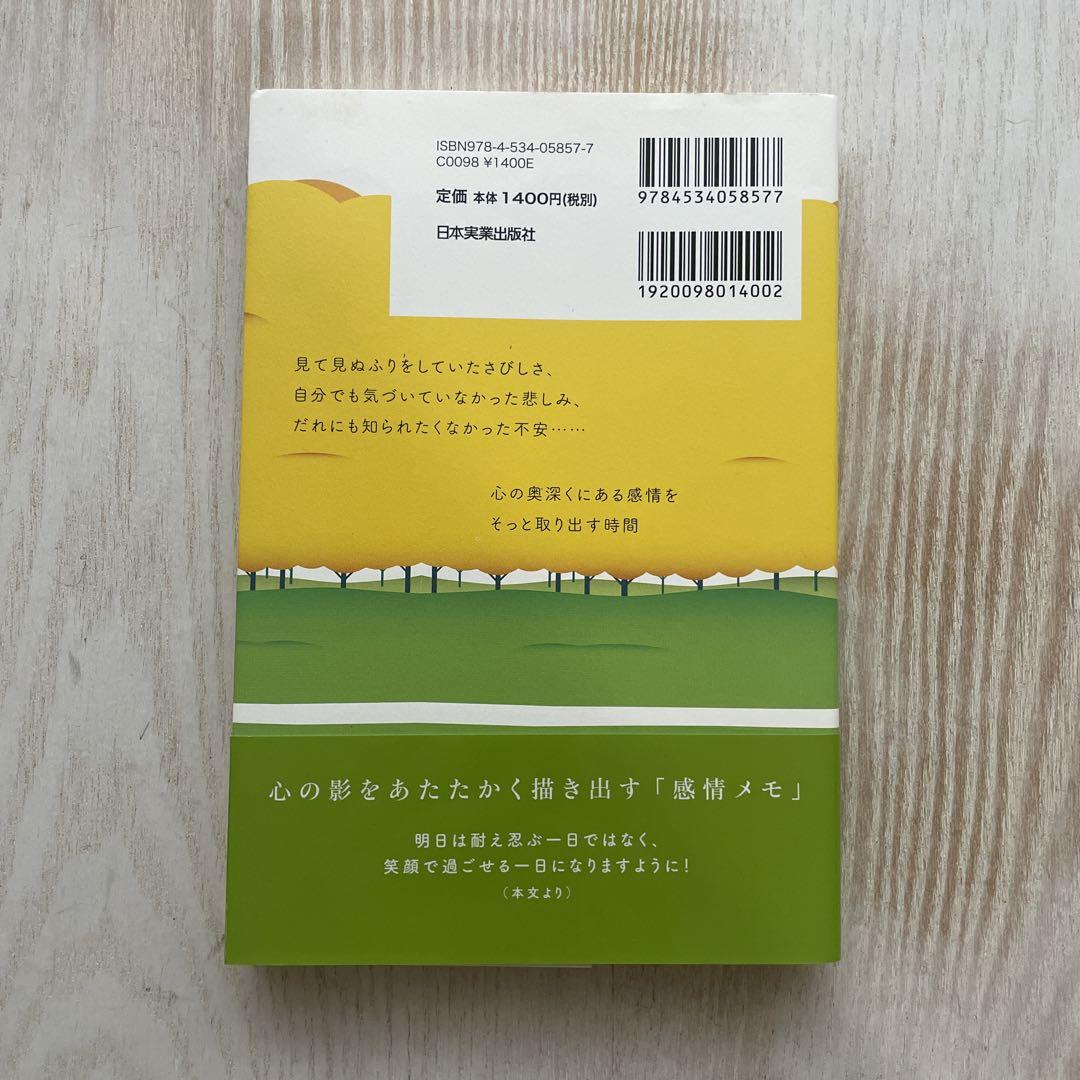 ISBN978-4-534-05857-7
C0098 ¥1400E
定価 本体1400円(税別)
日本実業出版社
9784534058577
1920098014002
見て見ぬふりをしていたさびしさ、
自分でも気づいていなかった悲しみ、
だれにも知られたくなかった不安……
心の奥深くにある感情を
そっと取り出す時間
心の影をあたたかく描き出す「感情メモ」
明日は耐え忍ぶ一日ではなく、
笑顔で過ごせる一日になりますように!
(本文より)